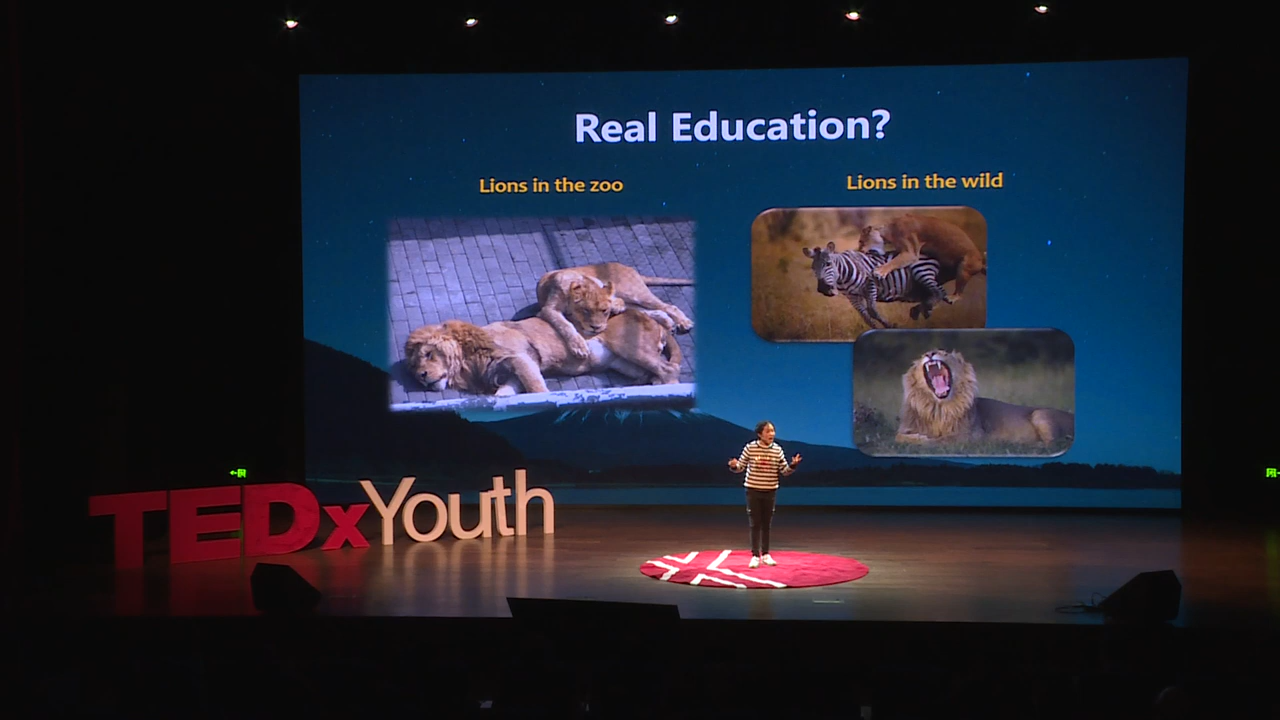 Real Education?
Lions in the zoo
Lions in the wild
TEDxYouth